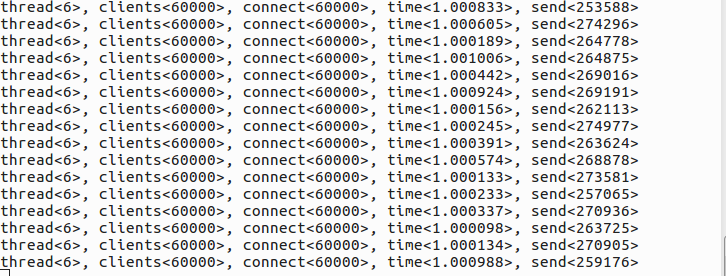 thread<6>, clients<60000>, connect<60000>, time<1.000833>, send<253588>
thread<6>, clients<60000>, connect<60000>, time<1.000605>, send<274296>
thread<6>, clients<60000>, connect<60000>, time<1.000189>, send<264778>
thread<6>, clients<60000>, connect<60000>, time<1.001006>, send<264875>
thread<6>, clients<60000>, connect<60000>, time<1.000442>, send<269016>
thread<6>, clients<60000>, connect<60000>, time<1.000924>, send<269191>
thread<6>, clients<60000>, connect<60000>, time<1.000156>, send<262113>
thread<6>, clients<60000>, connect<60000>, time<1.000245>, send<274977>
thread<6>, clients<60000>, connect<60000>, time<1.000391>, send<263624>
thread<6>, clients<60000>, connect<60000>, time<1.000574>, send<268878>
thread<6>, clients<60000>, connect<60000>, time<1.000133>, send<273581>
thread<6>, clients<60000>, connect<60000>, time<1.000233>, send<257065>
thread<6>, clients<60000>, connect<60000>, time<1.000337>, send<270936>
thread<6>, clients<60000>, connect<60000>, time<1.000098>, send<263725>
thread<6>, clients<60000>, connect<60000>, time<1.000134>, send<270905>
thread<6>, clients<60000>, connect<60000>, time<1.000988>, send<259176>